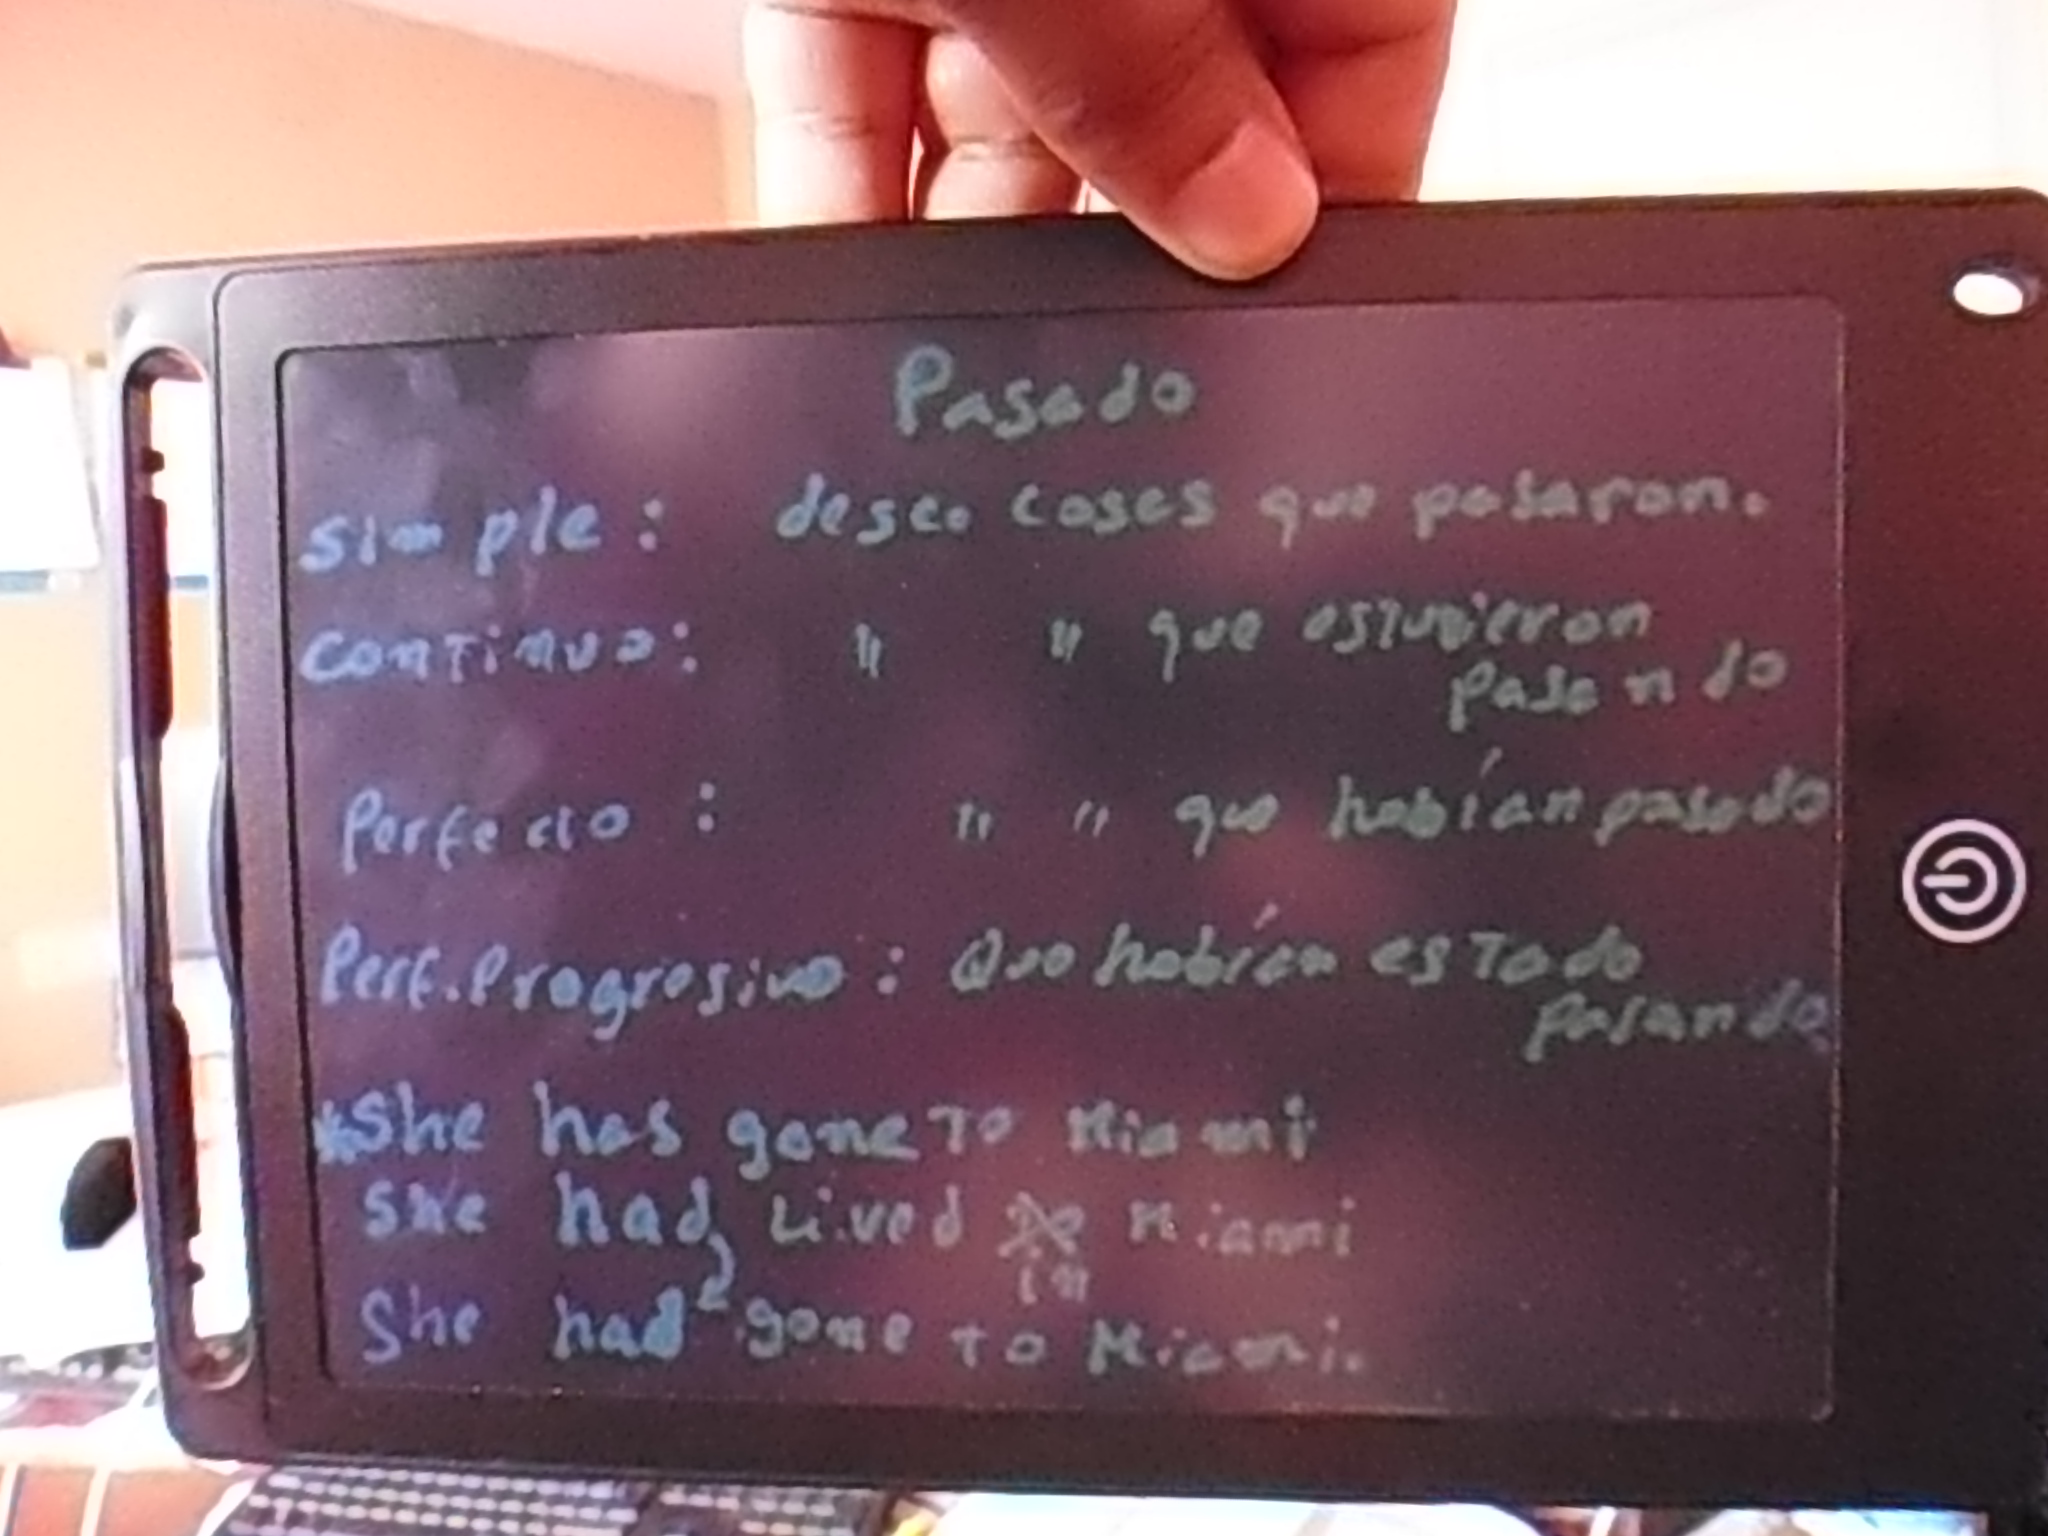 Pasado
Simple: desc. cosas que pasaron.
Continuo: " " que estuvieron
pasando
Perfecto: " " que habían pasado
Perf. Progresivo: Que habían estado
pasando
*She has gone to Miami
She had lived to Miami
in
She had gone to Miami.